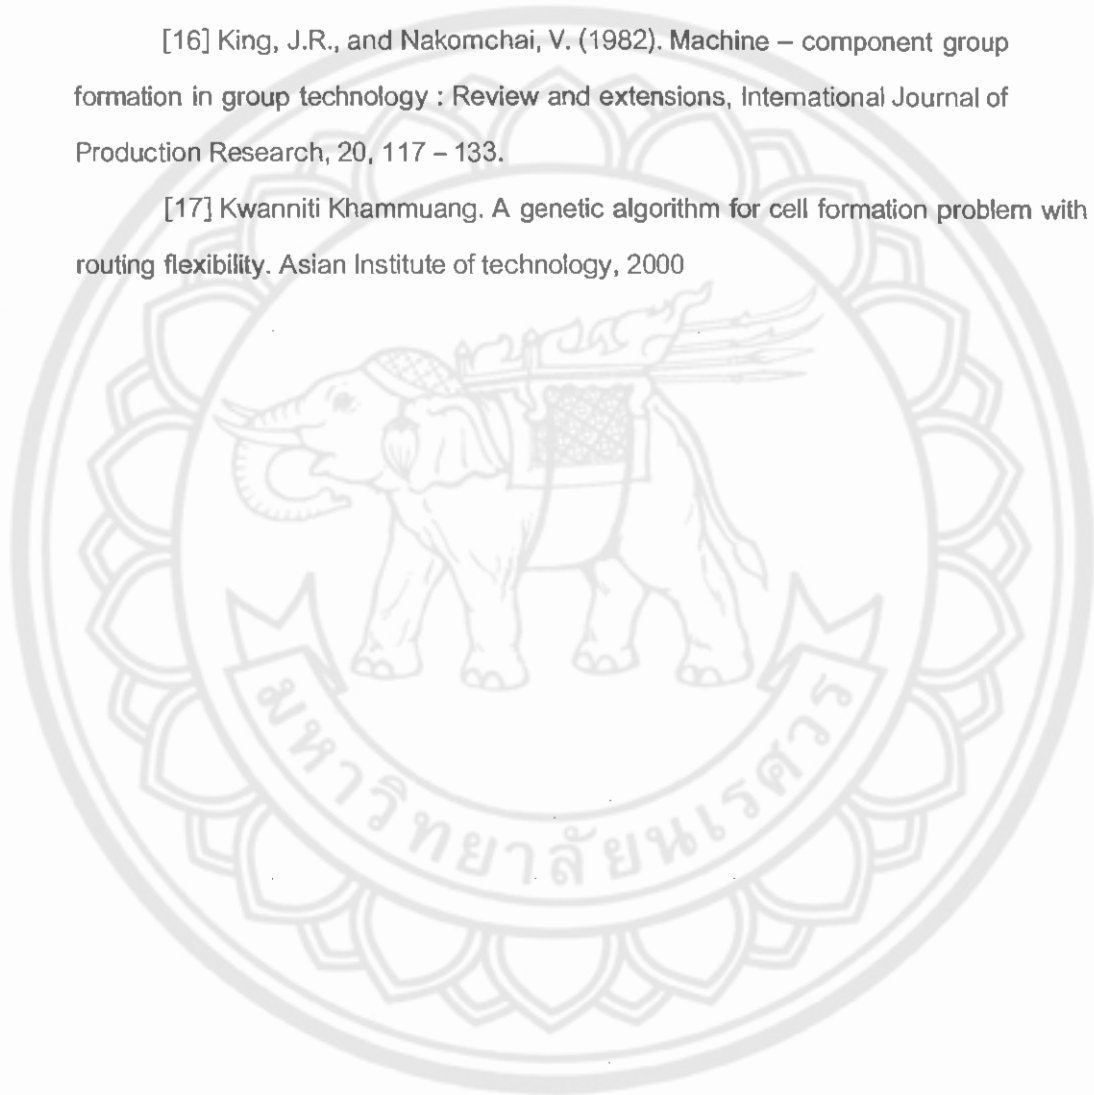 [16] King, J.R., and Nakornchai, V. (1982). Machine – component group
formation in group technology : Review and extensions, International Journal of
Production Research, 20, 117 – 133.
[17] Kwanniti Khammuang. A genetic algorithm for cell formation problem with
routing flexibility. Asian Institute of technology, 2000
มหาวิทยาลัยนเรศวร